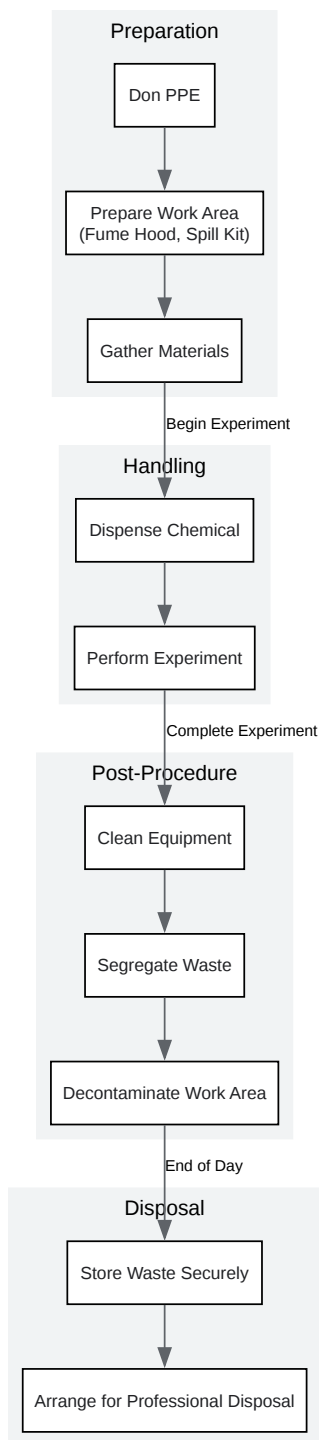 Preparation
Don PPE
Prepare Work Area
(Fume Hood, Spill Kit)
Gather Materials
Begin Experiment
Handling
Dispense Chemical
Perform Experiment
Complete Experiment
Post-Procedure
Clean Equipment
Segregate Waste
Decontaminate Work Area
End of Day
Disposal
Store Waste Securely
Arrange for Professional Disposal